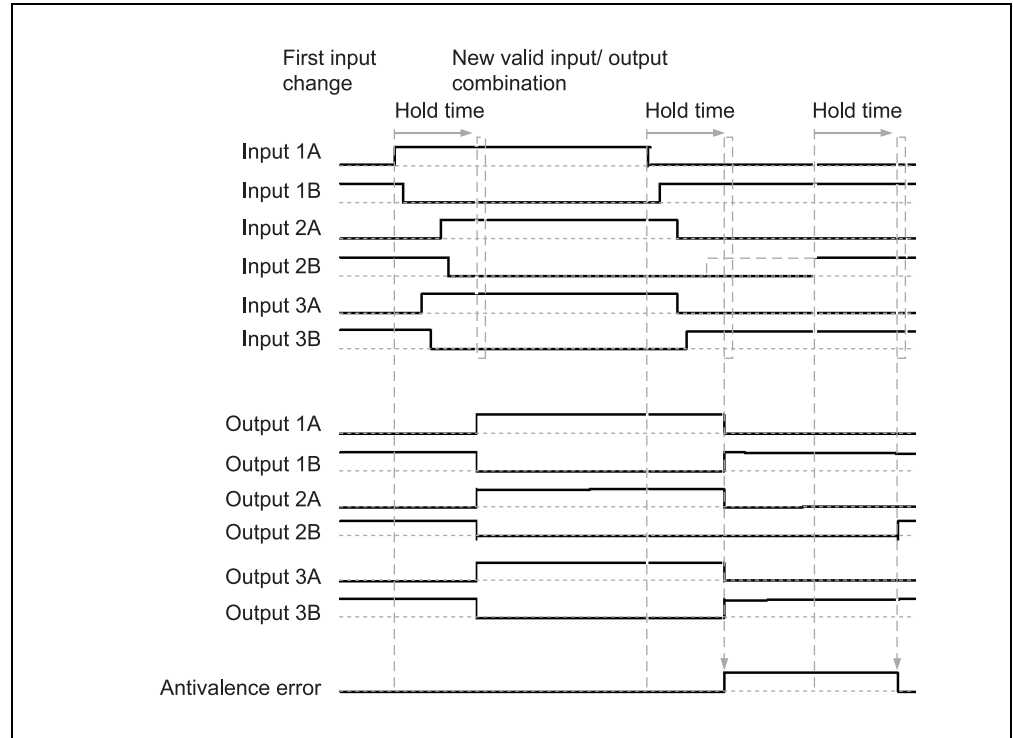 First input
change
New valid input/ output
combination
Hold time
Hold time
Hold time
Input 1A
Input 1B
Input 2A
Input 2B
Input 3A
Input 3B
Output 1A
Output 1B
Output 2A
Output 2B
Output 3A
Output 3B
Antivalence error